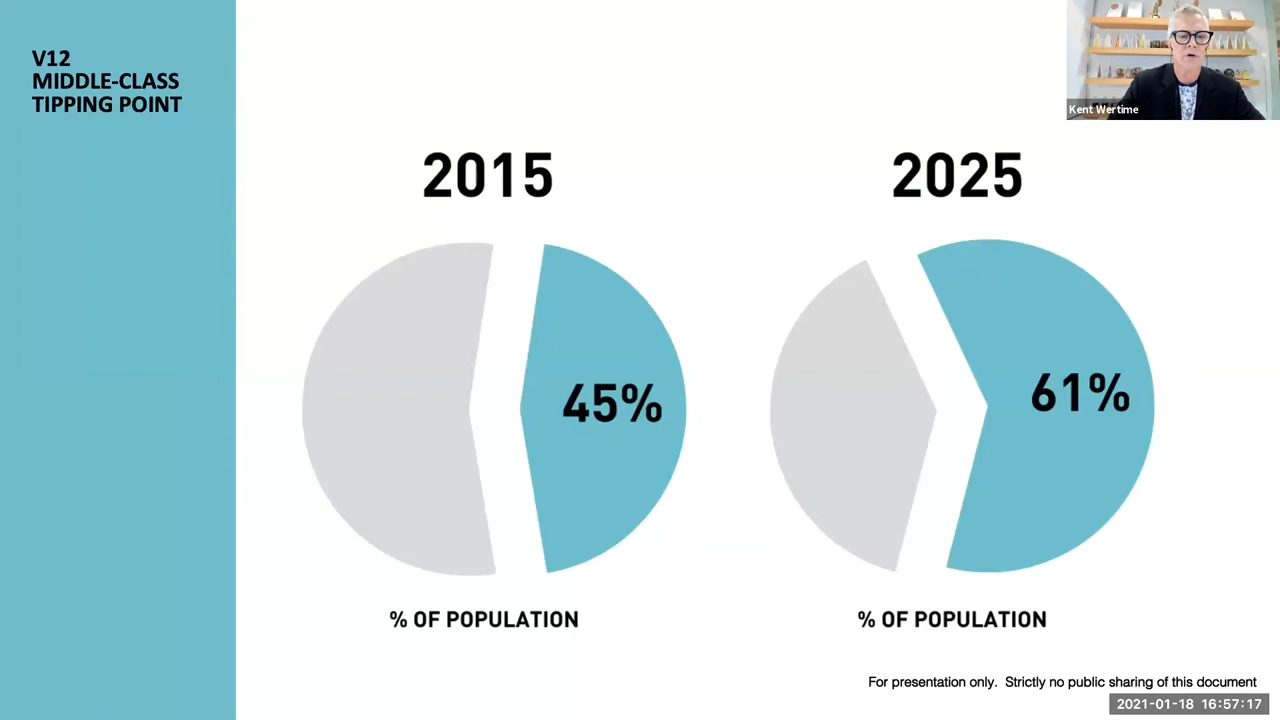 V12
MIDDLE-CLASS
TIPPING POINT
Kent Wertime
2015
2025
45%
61%
% OF POPULATION
% OF POPULATION
For presentation only. Strictly no public sharing of this document
2021-01-18 16:57:17